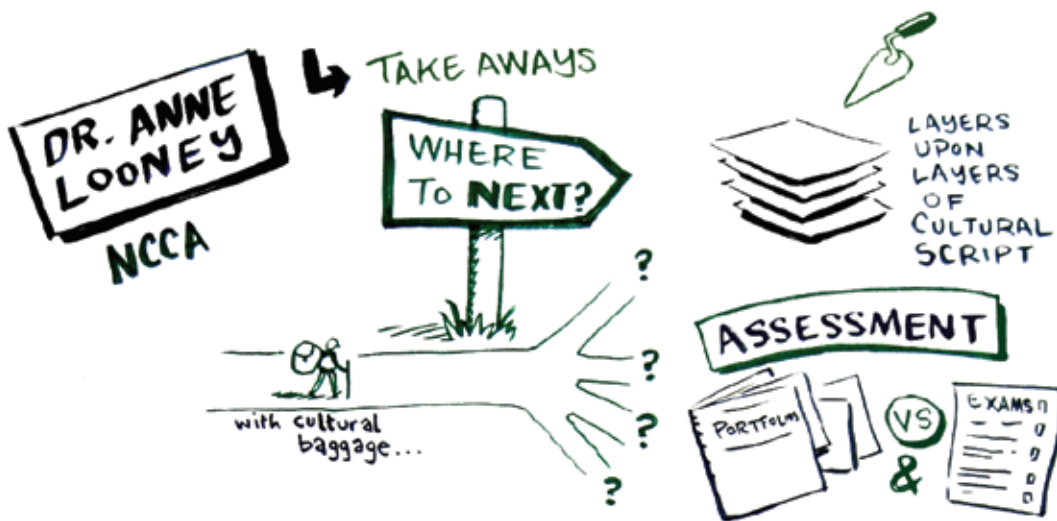 DR. ANNE
LOONEY
NCCA
TAKE AWAYS
WHERE
TO NEXT?
?
?
?
?
with cultural
baggage...
LAYERS
UPON
LAYERS
OF
CULTURAL
SCRIPT
ASSESSMENT
PORTFOLIOS
VS
&
EXAMS